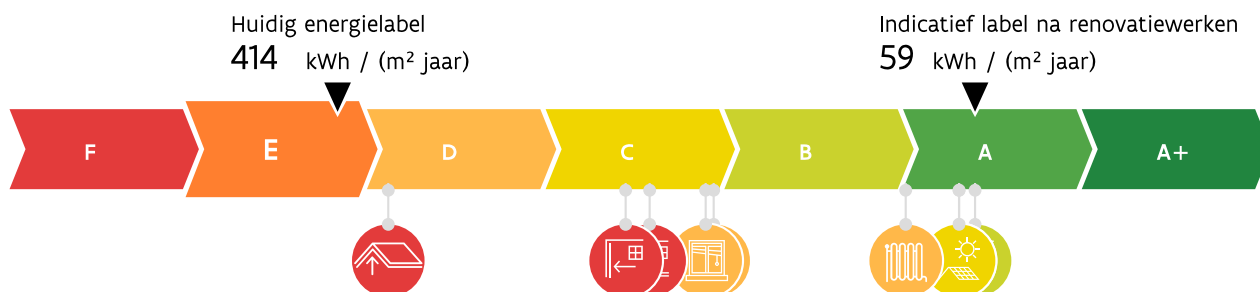 Huidig energielabel
414 kWh / (m² jaar)
Indicatief label na renovatiewerken
59 kWh / (m² jaar)
F E D C B A A+